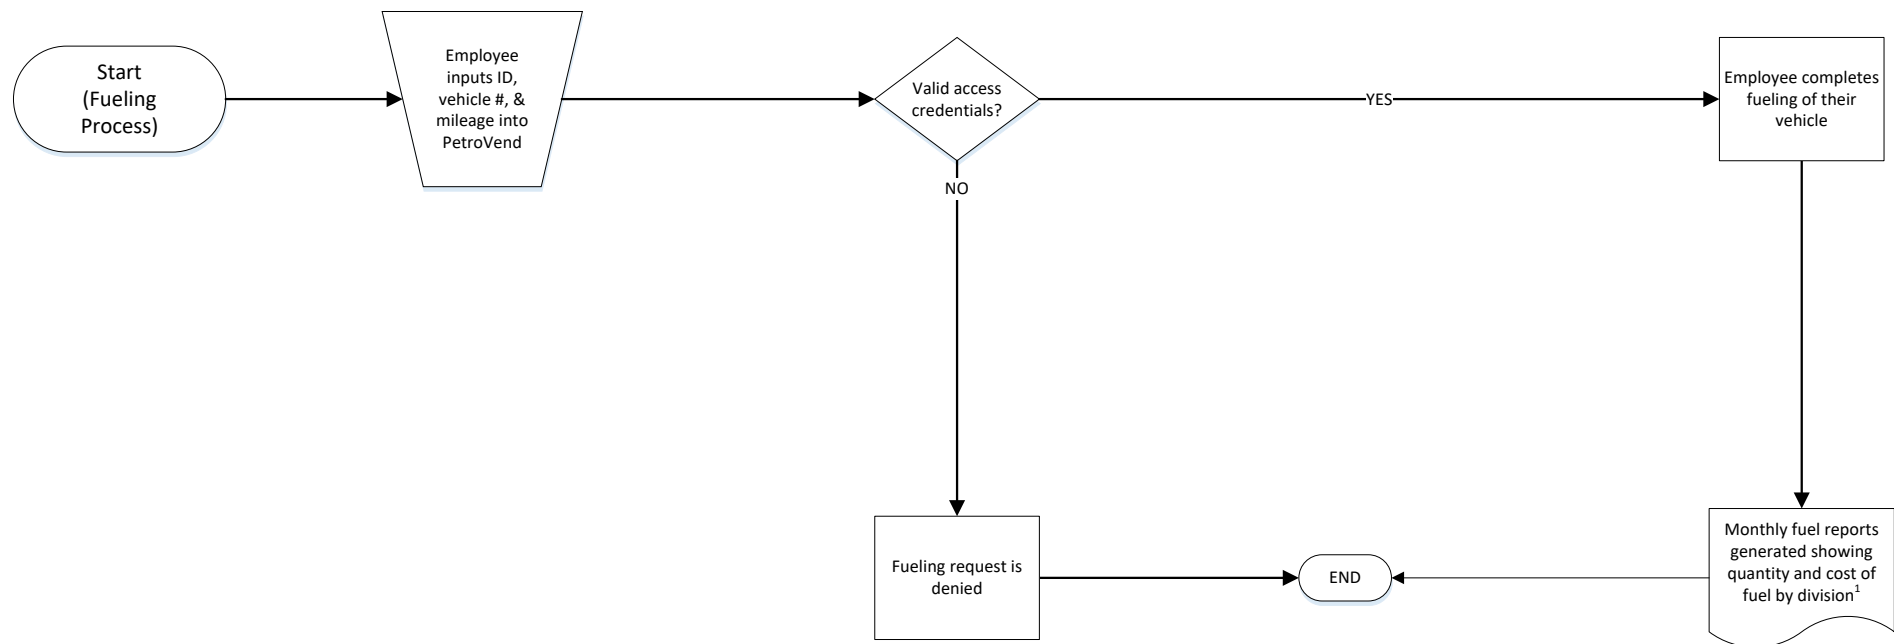 Start
(Fueling
Process)
Employee
inputs ID,
vehicle #, &
mileage into
PetroVend
Valid access
credentials?
YES
Employee completes
fueling of their
vehicle
NO
Fueling request is
denied
END
Monthly fuel reports
generated showing
quantity and cost of
fuel by division¹